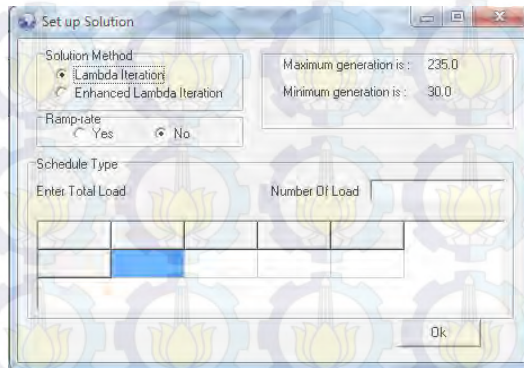 Set up Solution
Solution Method
Lambda Iteration
Enhanced Lambda Iteration
Maximum generation is : 235.0
Minimum generation is : 30.0
Ramp-rate
Yes No
Schedule Type
Enter Total Load Number Of Load
Ok